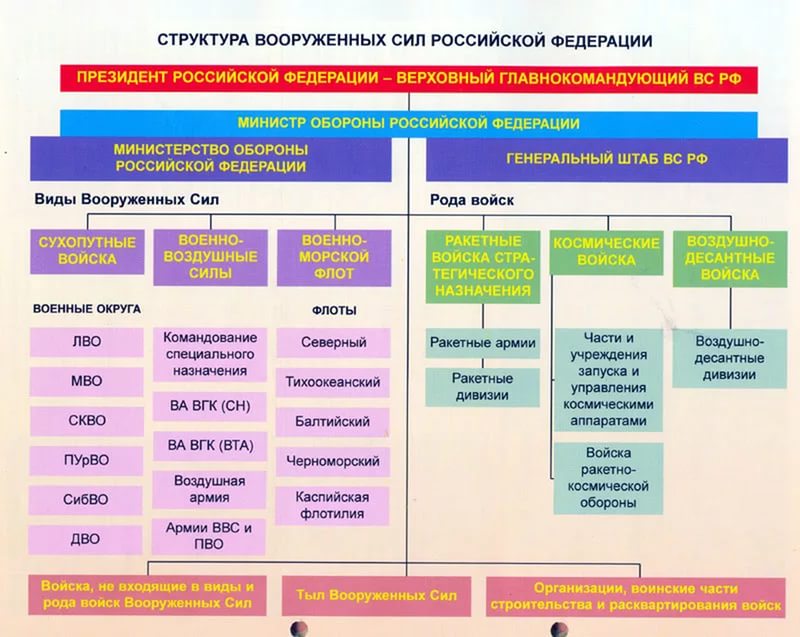 СТРУКТУРА ВООРУЖЕННЫХ СИЛ РОССИЙСКОЙ ФЕДЕРАЦИИ
ПРЕЗИДЕНТ РОССИЙСКОЙ ФЕДЕРАЦИИ – ВЕРХОВНЫЙ ГЛАВНОКОМАНДУЮЩИЙ ВС РФ
МИНИСТР ОБОРОНЫ РОССИЙСКОЙ ФЕДЕРАЦИИ
МИНИСТЕРСТВО ОБОРОНЫ
РОССИЙСКОЙ ФЕДЕРАЦИИ
ГЕНЕРАЛЬНЫЙ ШТАБ ВС РФ
Виды Вооруженных Сил
СУХОПУТНЫЕ
ВОЙСКА
ВОЕННО-
ВОЗДУШНЫЕ
СИЛЫ
ВОЕННО-
МОРСКОЙ
ФЛОТ
ВОЕННЫЕ ОКРУГА
ЛВО
МВО
СКВО
ПУрВО
СибВО
ДВО
Командование
специального
назначения
ВА ВГК (СН)
ВА ВГК (ВТА)
Воздушная
армия
Армии ВВС и
ПВО
ФЛОТЫ
Северный
Тихоокеанский
Балтийский
Черноморский
Каспийская
флотилия
Рода войск
РАКЕТНЫЕ
ВОЙСКА СТРА-
ТЕГИЧЕСКОГО
НАЗНАЧЕНИЯ
Ракетные армии
Ракетные
дивизии
КОСМИЧЕСКИЕ
ВОЙСКА
Части и
учреждения
запуска и
управления
космическими
аппаратами
Войска
ракетно-
космической
обороны
ВОЗДУШНО-
ДЕСАНТНЫЕ
ВОЙСКА
Воздушно-
десантные
дивизии
Войска, не входящие в виды и
рода войск Вооруженных Сил
Тыл Вооруженных Сил
Организации, воинские части
строительства и расквартирования войск